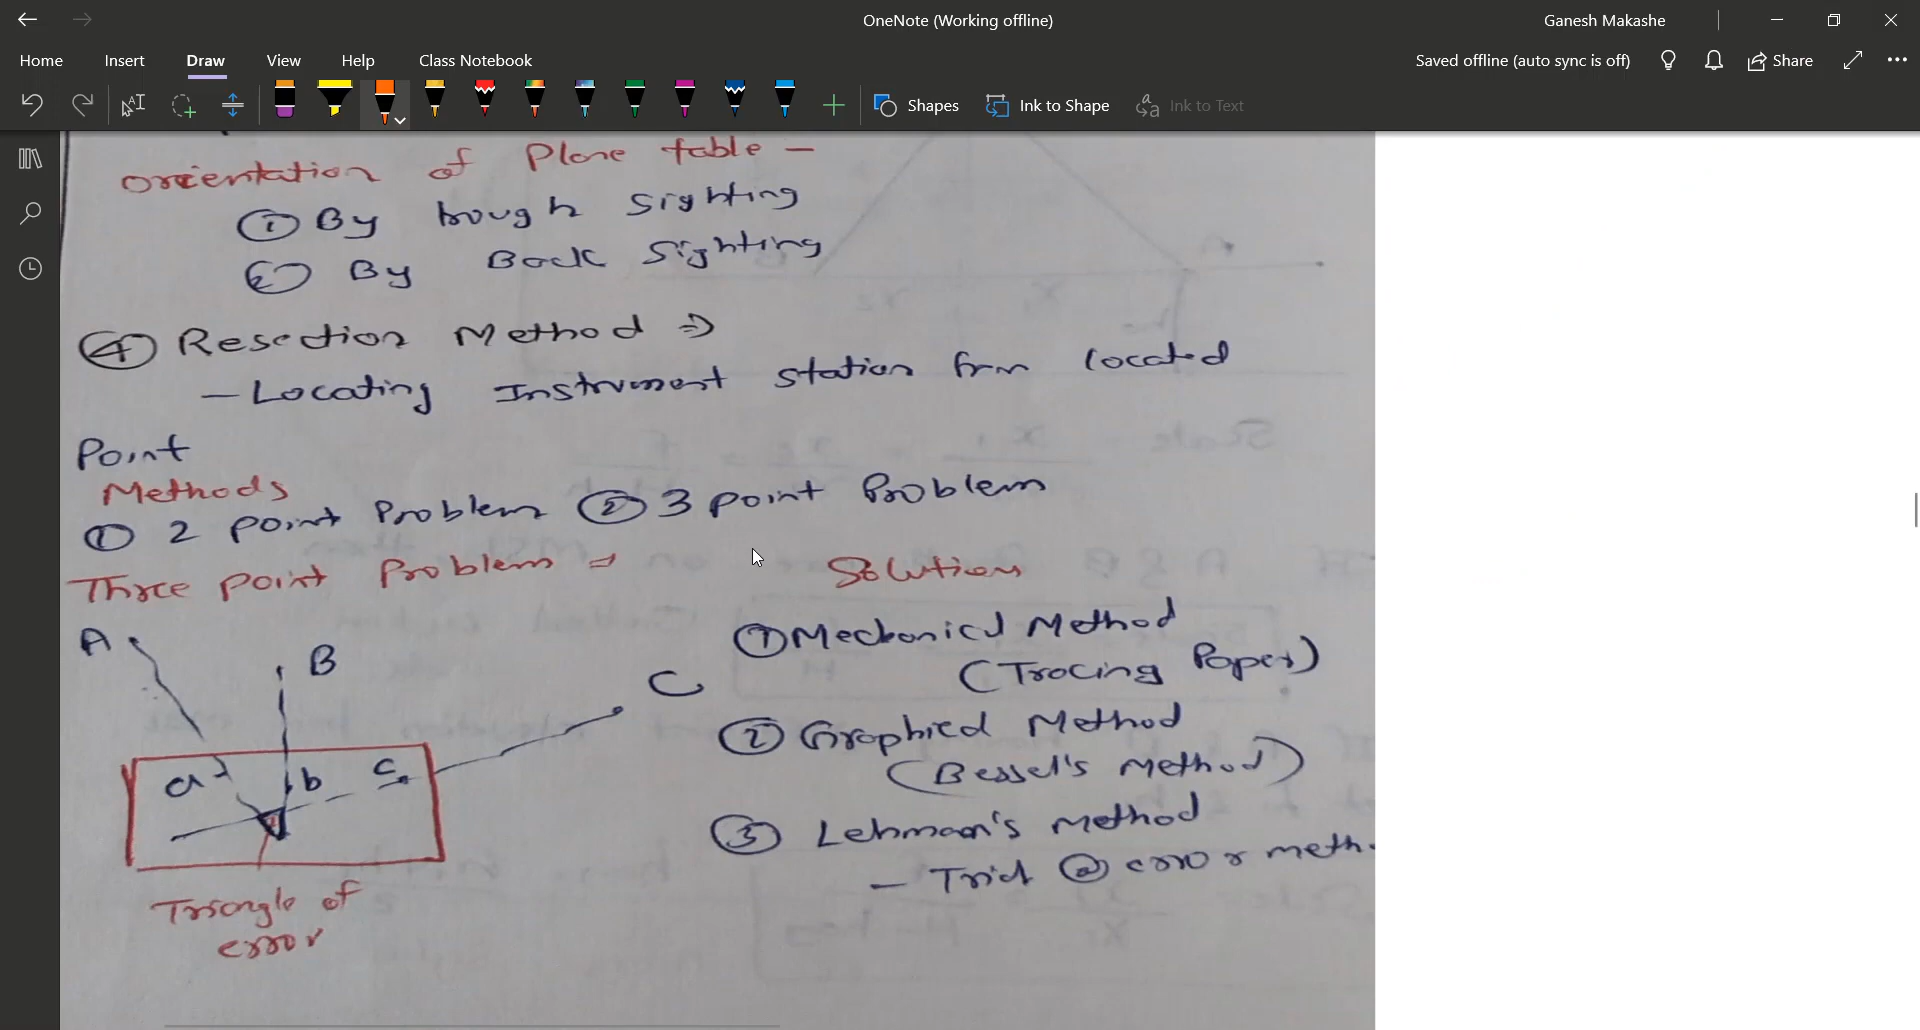 OneNote (Working offline)
Ganesh Makashe
Home Insert Draw View Help Class Notebook
Saved offline (auto sync is off) Share
Shapes Ink to Shape Ink to Text
orientation of Plane table -
① By trough sighting
② By Back sighting
④ Resection Method ⇒
- Locating Instrument station from located
Point
Methods
① 2 point Problem ② 3 point Problem
Three point Problem ⇒
Solution
A
B
C
a
b
c
Triangle of
error
① Mechanical Method
(Tracing Paper)
② Graphical Method
(Bessel's Method)
③ Lehmann's Method
- Trial @ error meth